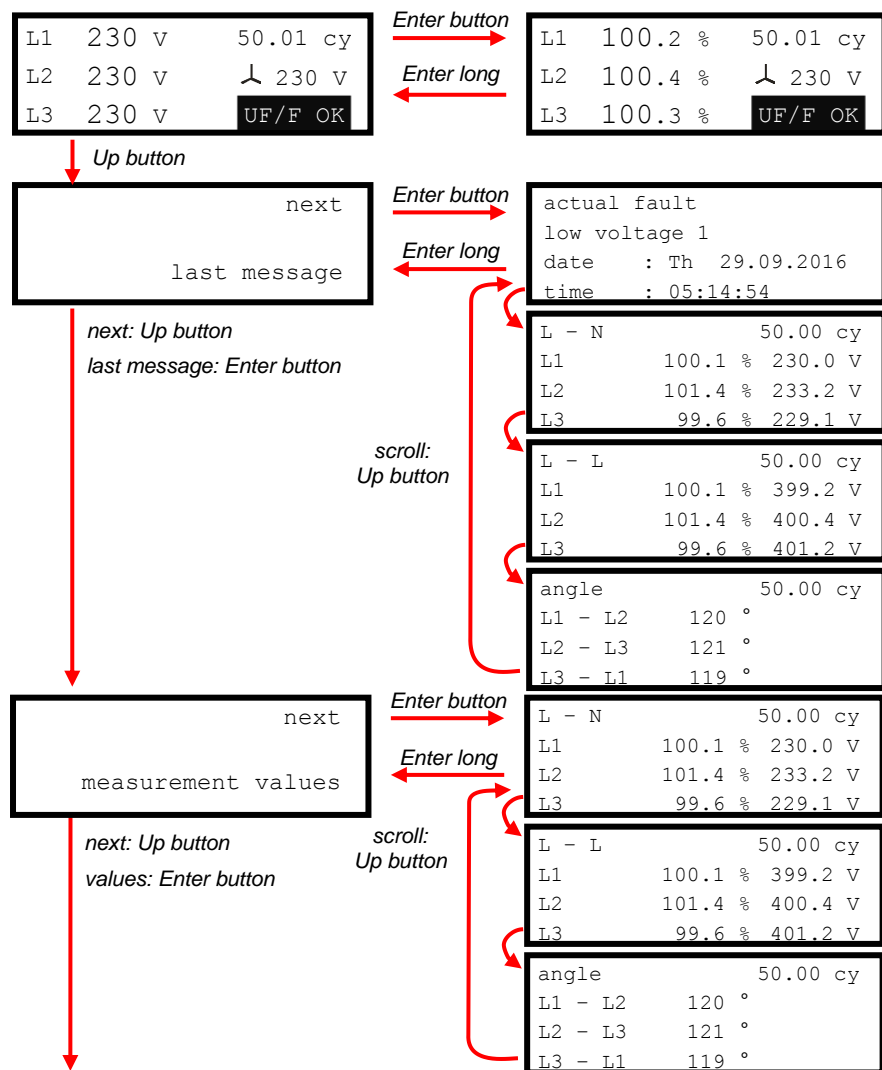 Enter button
L1 230 V 50.01 cy
L2 230 V 230 V
L3 230 V UF/F OK
Enter long
L1 100.2 % 50.01 cy
L2 100.4 % 230 V
L3 100.3 % UF/F OK
Up button
next
last message
Enter button
Enter long
actual fault
low voltage 1
date : Th 29.09.2016
time : 05:14:54
next: Up button
last message: Enter button
L - N 50.00 cy
L1 100.1 % 230.0 V
L2 101.4 % 233.2 V
L3 99.6 % 229.1 V
scroll:
Up button
L - L 50.00 cy
L1 100.1 % 399.2 V
L2 101.4 % 400.4 V
L3 99.6 % 401.2 V
angle 50.00 cy
L1 - L2 120 °
L2 - L3 121 °
L3 - L1 119 °
next
measurement values
Enter button
Enter long
L - N 50.00 cy
L1 100.1 % 230.0 V
L2 101.4 % 233.2 V
L3 99.6 % 229.1 V
next: Up button
values: Enter button
scroll:
Up button
L - L 50.00 cy
L1 100.1 % 399.2 V
L2 101.4 % 400.4 V
L3 99.6 % 401.2 V
angle 50.00 cy
L1 - L2 120 °
L2 - L3 121 °
L3 - L1 119 °